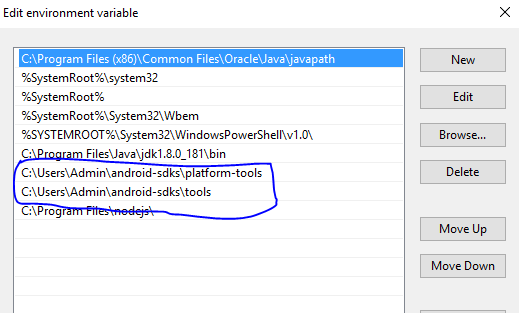 Edit environment variable
C:\Program Files (x86)\Common Files\Oracle\Java\javapath
%SystemRoot%\system32
%SystemRoot%
%SystemRoot%\System32\Wbem
%SYSTEMROOT%\System32\WindowsPowerShell\v1.0\
C:\Program Files\Java\jdk1.8.0_181\bin
C:\Users\Admin\android-sdks\platform-tools
C:\Users\Admin\android-sdks\tools
C:\Program Files\nodejs\
New
Edit
Browse...
Delete
Move Up
Move Down